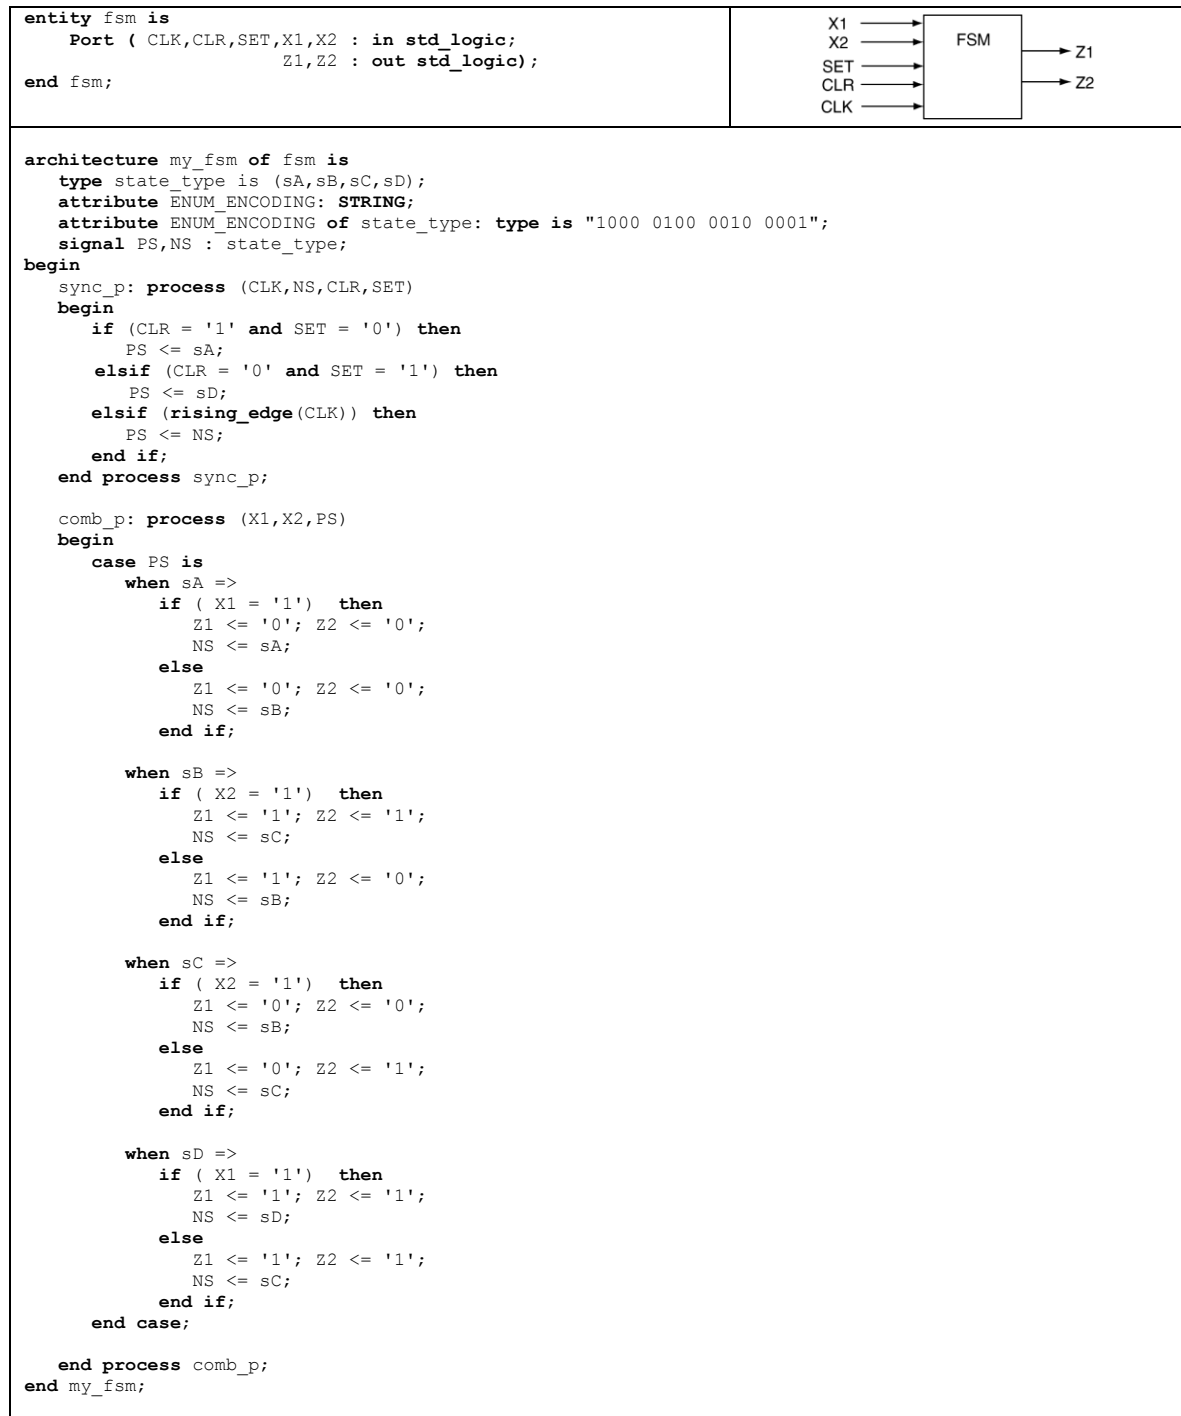 entity fsm is
Port ( CLK,CLR,SET,X1,X2 : in std_logic;
Z1,Z2 : out std_logic);
end fsm;
X1
X2
SET
CLR
CLK
FSM
Z1
Z2
architecture my_fsm of fsm is
type state_type is (sA,sB,sC,sD);
attribute ENUM_ENCODING: STRING;
attribute ENUM_ENCODING of state_type: type is "1000 0100 0010 0001";
signal PS,NS : state_type;
begin
sync_p: process (CLK,NS,CLR,SET)
begin
if (CLR = '1' and SET = '0') then
PS <= sA;
elsif (CLR = '0' and SET = '1') then
PS <= sD;
elsif (rising_edge(CLK)) then
PS <= NS;
end if;
end process sync_p;
comb_p: process (X1,X2,PS)
begin
case PS is
when sA =>
if ( X1 = '1') then
Z1 <= '0'; Z2 <= '0';
NS <= sA;
else
Z1 <= '0'; Z2 <= '0';
NS <= sB;
end if;
when sB =>
if ( X2 = '1') then
Z1 <= '1'; Z2 <= '1';
NS <= sC;
else
Z1 <= '1'; Z2 <= '0';
NS <= sB;
end if;
when sC =>
if ( X2 = '1') then
Z1 <= '0'; Z2 <= '0';
NS <= sB;
else
Z1 <= '0'; Z2 <= '1';
NS <= sC;
end if;
when sD =>
if ( X1 = '1') then
Z1 <= '1'; Z2 <= '1';
NS <= sD;
else
Z1 <= '1'; Z2 <= '1';
NS <= sC;
end if;
end case;
end process comb_p;
end my_fsm;